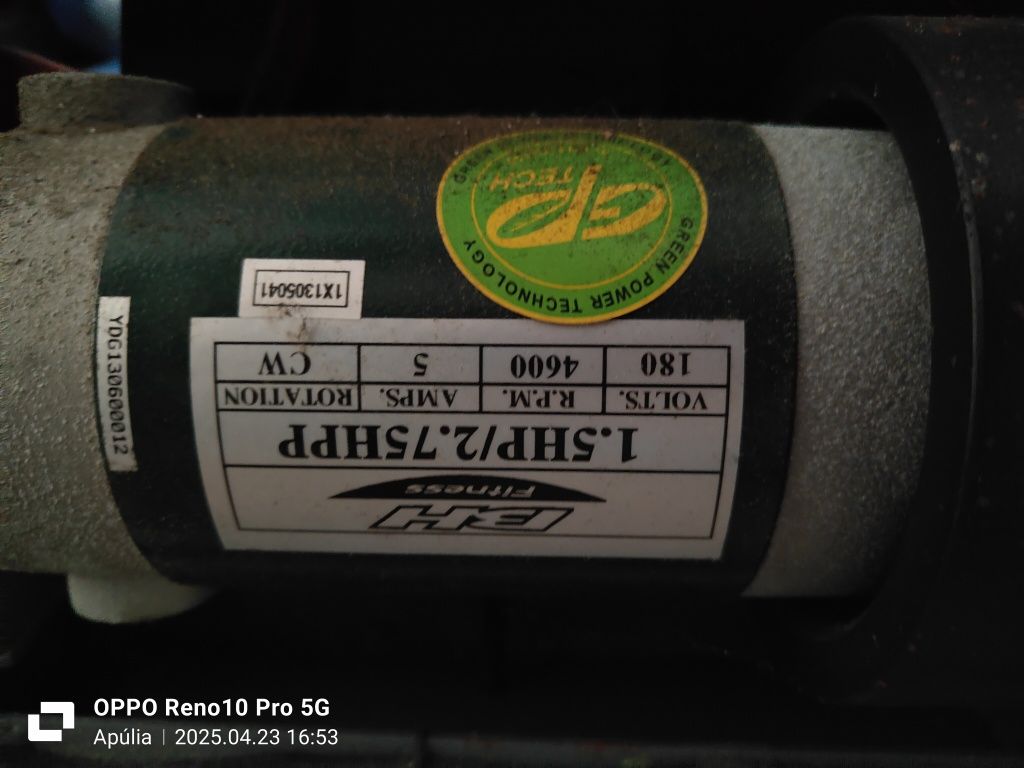 BH
Fitness
1.5HP/2.75HPP
VOLTS. R.P.M. AMPS. ROTATION
180 4600 5 CW
1X1305041
YDG130600012
GREEN POWER TECHNOLOGY
GP
TECH
OPPO Reno10 Pro 5G
Apúlia | 2025.04.23 16:53